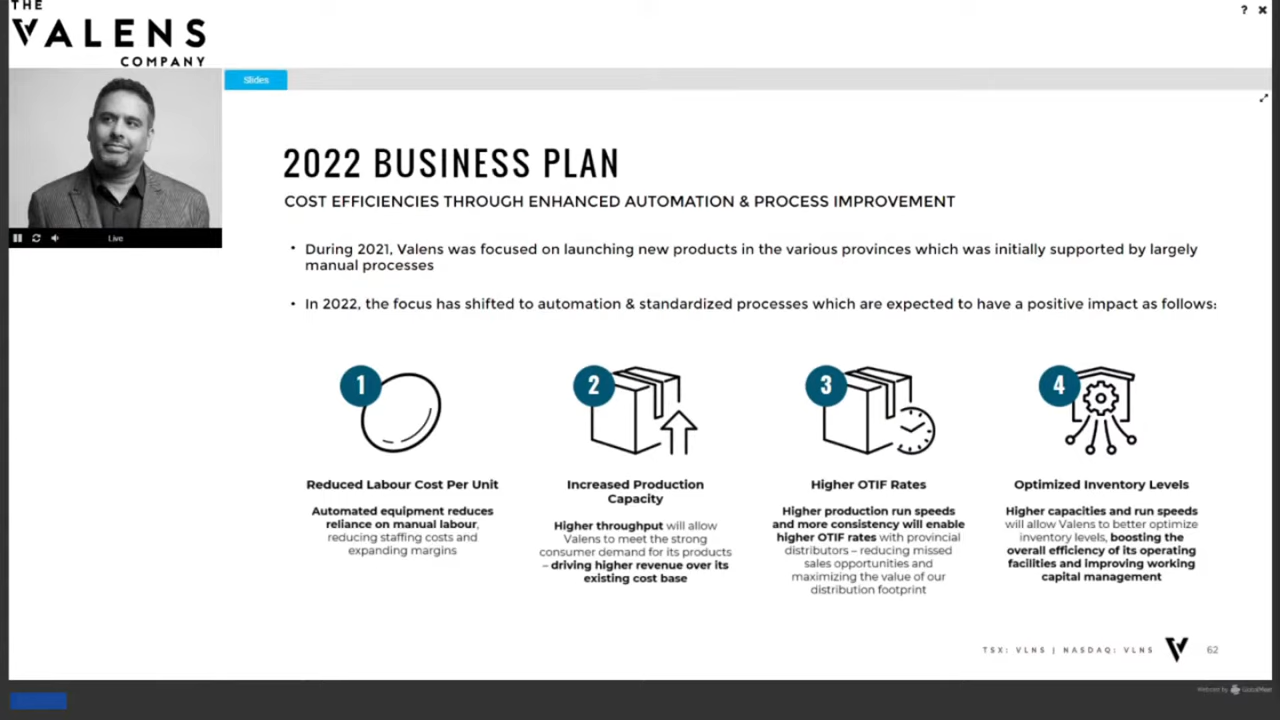 THE
VALENS
COMPANY
? ×
Slides
Live
2022 BUSINESS PLAN
COST EFFICIENCIES THROUGH ENHANCED AUTOMATION & PROCESS IMPROVEMENT
• During 2021, Valens was focused on launching new products in the various provinces which was initially supported by largely
manual processes
• In 2022, the focus has shifted to automation & standardized processes which are expected to have a positive impact as follows:
1
Reduced Labour Cost Per Unit
Automated equipment reduces
reliance on manual labour,
reducing staffing costs and
expanding margins
2
Increased Production
Capacity
Higher throughput will allow
Valens to meet the strong
consumer demand for its products
– driving higher revenue over its
existing cost base
3
Higher OTIF Rates
Higher production run speeds
and more consistency will enable
higher OTIF rates with provincial
distributors – reducing missed
sales opportunities and
maximizing the value of our
distribution footprint
4
Optimized Inventory Levels
Higher capacities and run speeds
will allow Valens to better optimize
inventory levels, boosting the
overall efficiency of its operating
facilities and improving working
capital management
TSX: VLNS | NASDAQ: VLNS
62
Webcast by GlobalMeet